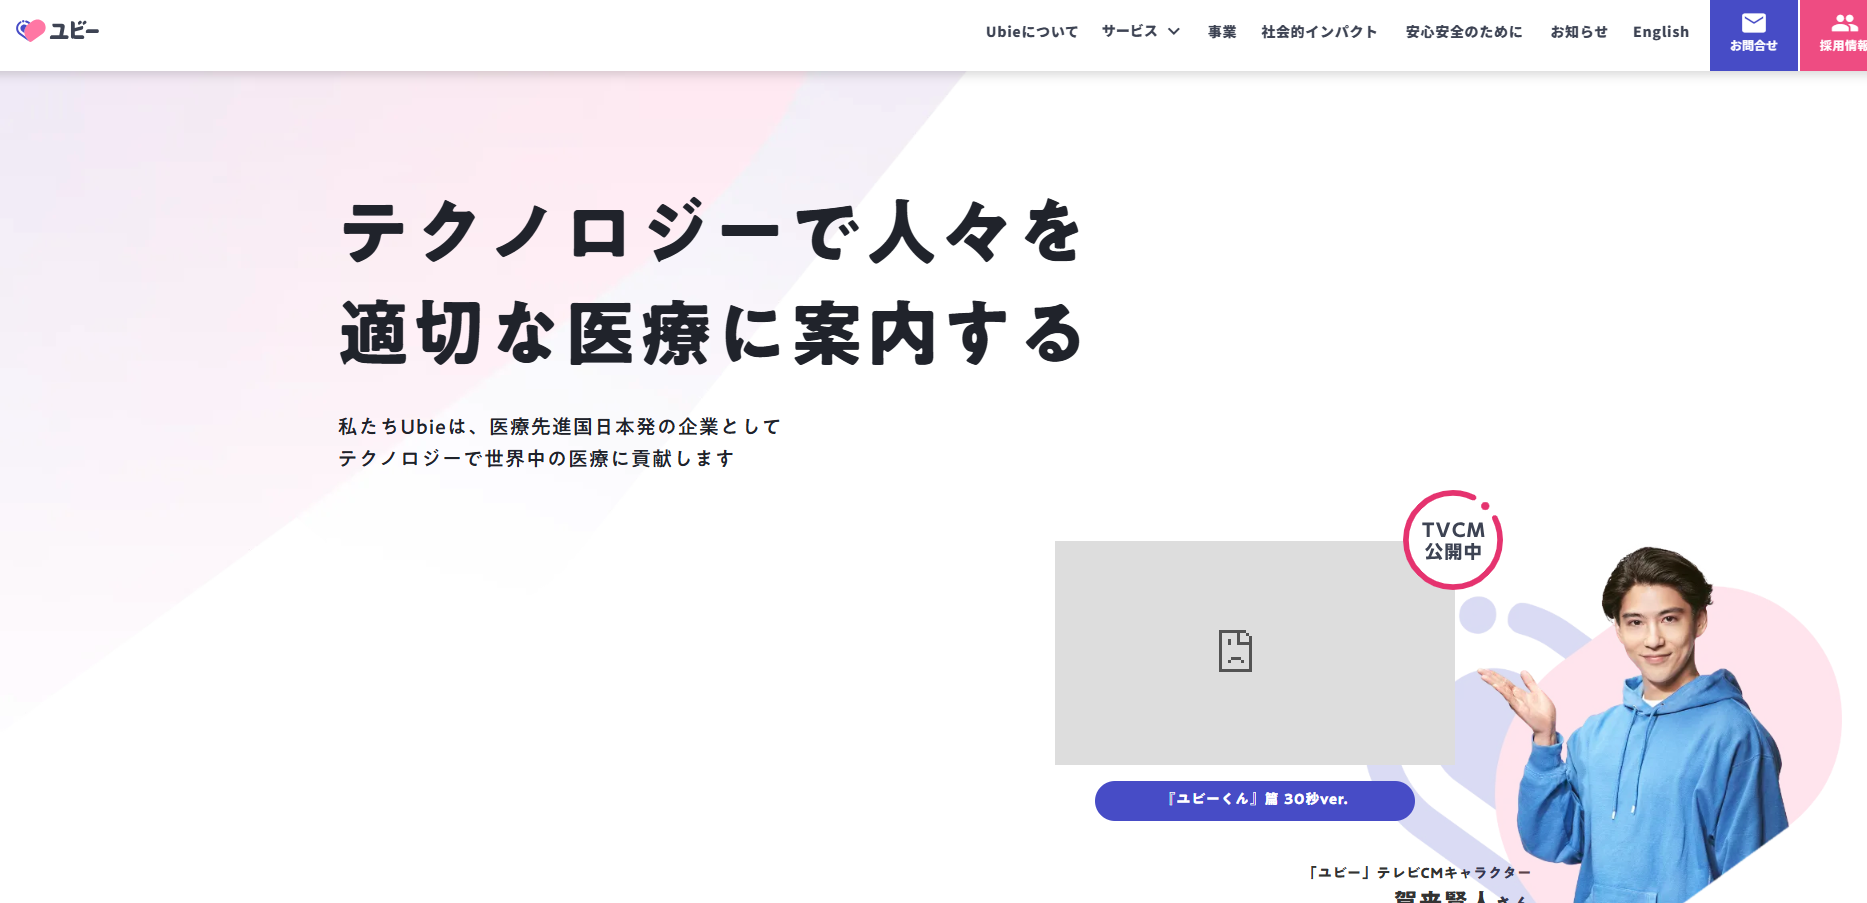 ユビー
Ubieについて
サービス
事業
社会的インパクト
安心安全のために
お知らせ
English
お問合せ
採用情報
テクノロジーで人々を
適切な医療に案内する
私たちUbieは、医療先進国日本発の企業として
テクノロジーで世界中の医療に貢献します
TVCM
公開中
『ユビーくん』篇 30秒ver.
「ユビー」テレビCMキャラクター
賀来賢人さん